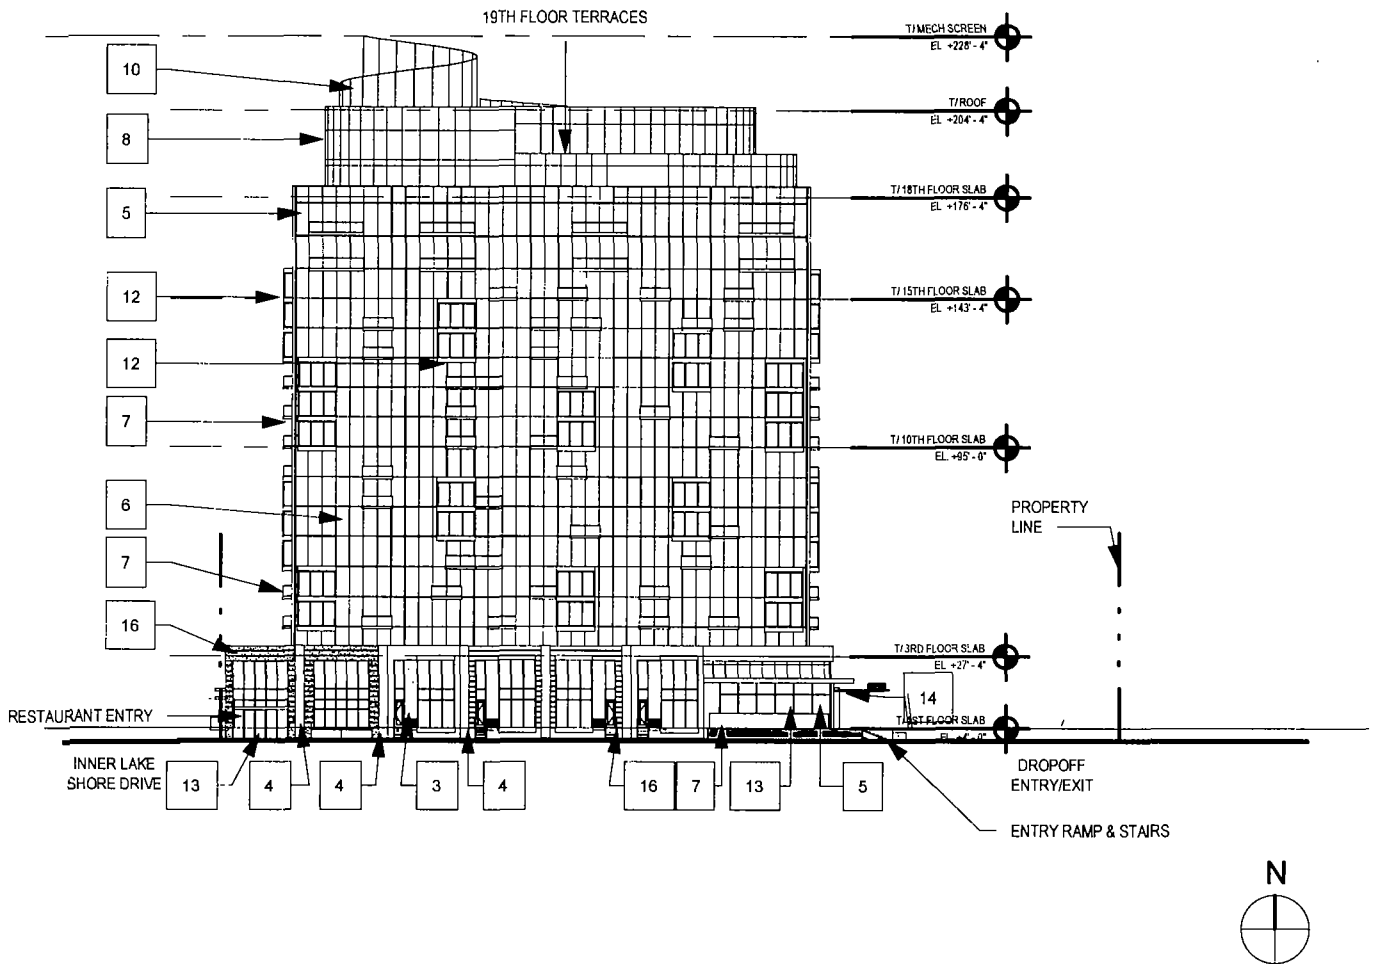 19TH FLOOR TERRACES
T/ MECH SCREEN
EL +228' - 4"
10
T/ ROOF
EL +204' - 4"
8
T/ 18TH FLOOR SLAB
EL +176' - 4"
5
T/ 15TH FLOOR SLAB
EL +143' - 4"
12
12
7
T/ 10TH FLOOR SLAB
EL. +95' - 0"
6
PROPERTY
LINE
7
16
T/ 3RD FLOOR SLAB
EL +27' - 4"
14
RESTAURANT ENTRY
T/ 1ST FLOOR SLAB
INNER LAKE
SHORE DRIVE
13
4
4
3
4
16
7
13
5
DROPOFF
ENTRY/EXIT
ENTRY RAMP & STAIRS
N